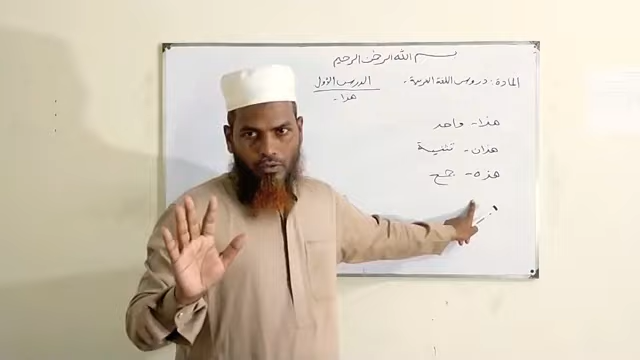 بسم الله الرحمن الرحيم
المادة: دروس اللغة العربية.
الدرس الأول
هذا.
هذا - واحد
هذان - تثنية
هذه - جمع